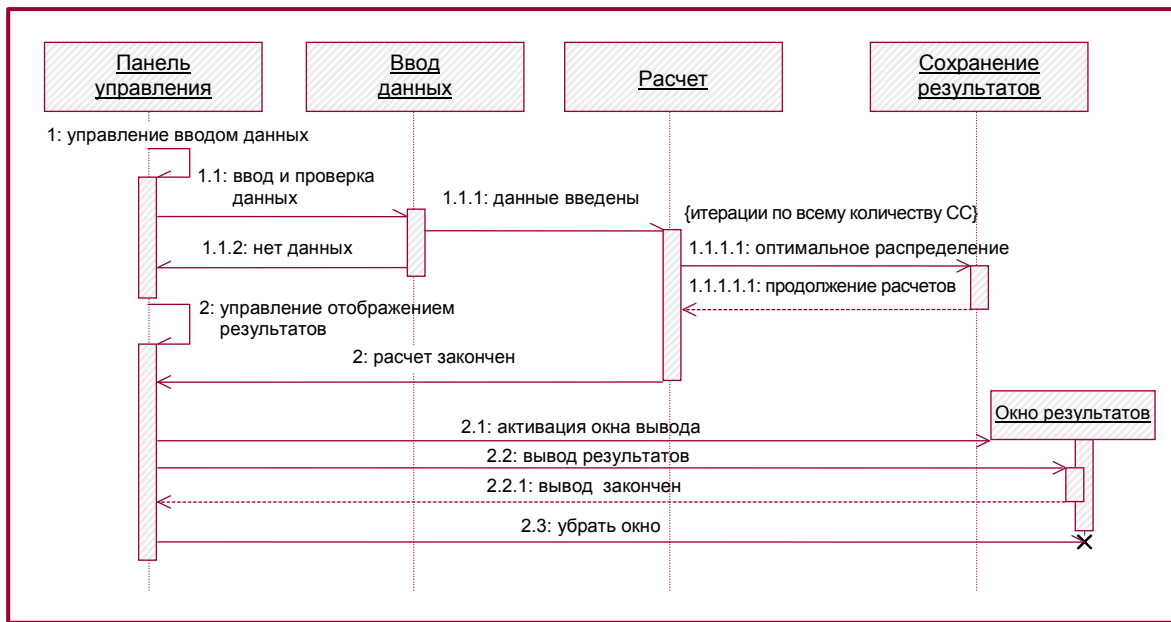 Панель
управления
Ввод
данных
Расчет
Сохранение
результатов
1: управление вводом данных
1.1: ввод и проверка
данных
1.1.1: данные введены
{итерации по всему количеству СС}
1.1.2: нет данных
1.1.1.1: оптимальное распределение
1.1.1.1.1: продолжение расчетов
2: управление отображением
результатов
2: расчет закончен
Окно результатов
2.1: активация окна вывода
2.2: вывод результатов
2.2.1: вывод  закончен
2.3: убрать окно